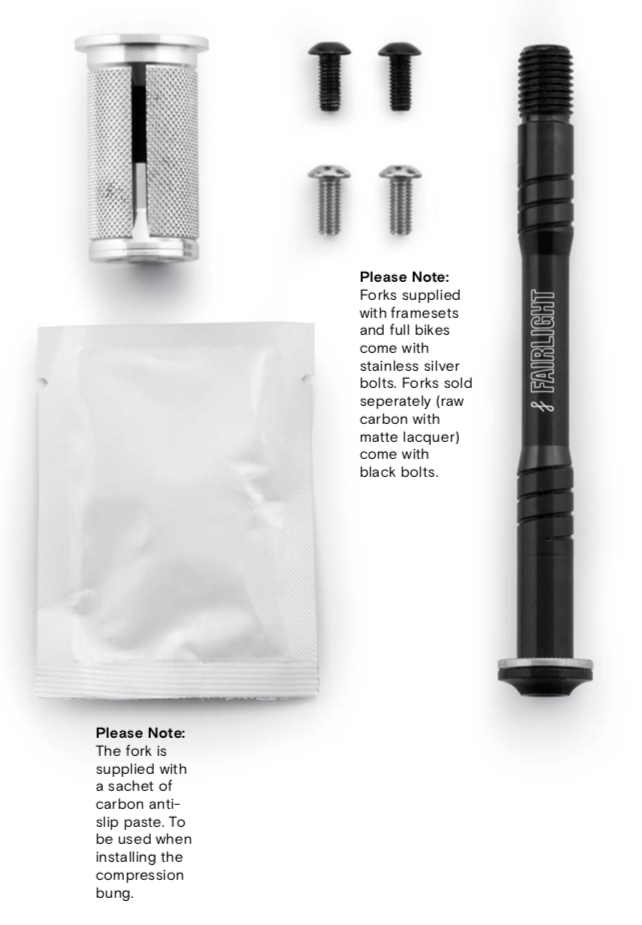 Please Note:
Forks supplied
with framesets
and full bikes
come with
stainless silver
bolts. Forks sold
seperately (raw
carbon with
matte lacquer)
come with
black bolts.
FAIRLIGHT
Please Note:
The fork is
supplied with
a sachet of
carbon anti-
slip paste. To
be used when
installing the
compression
bung.